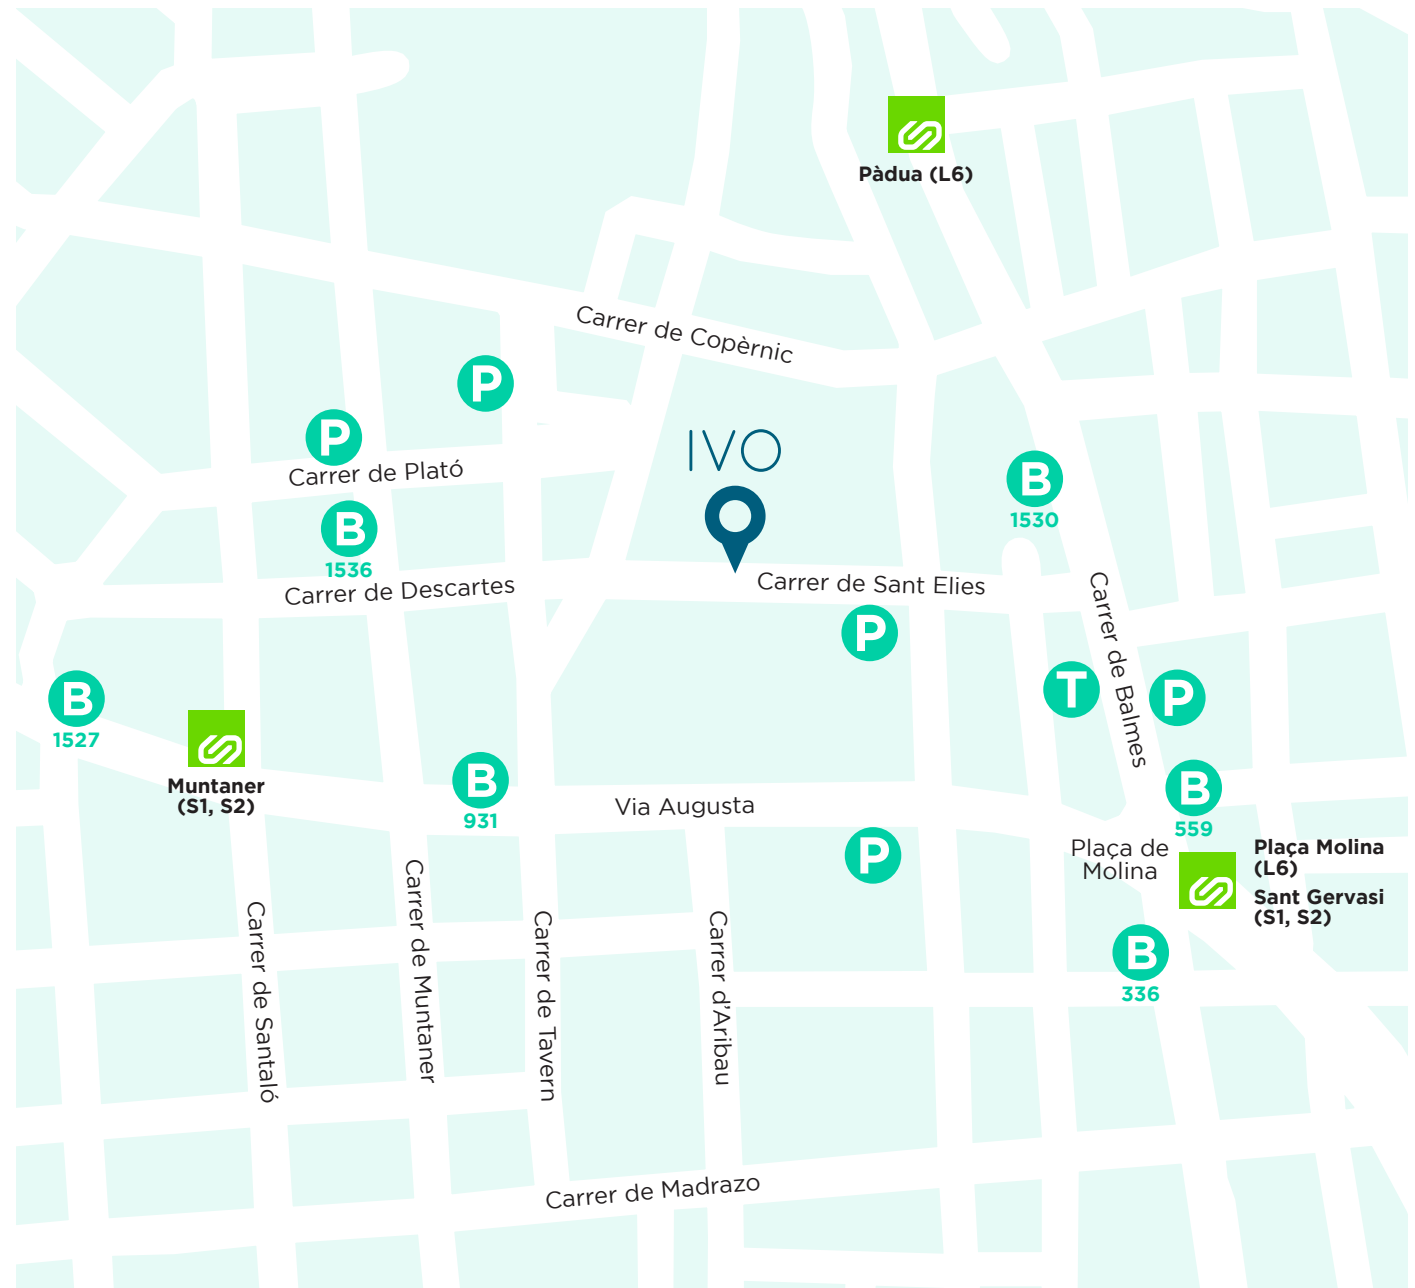 Pàdua (L6)
Carrer de Copèrnic
P
P
Carrer de Plató
IVO
B
1530
B
1536
Carrer de Descartes
Carrer de Sant Elies
P
Carrer de Balmes
T
P
B
1527
Muntaner
(S1, S2)
B
931
Via Augusta
B
559
P
Plaça de
Molina
Plaça Molina
(L6)
Sant Gervasi
(S1, S2)
B
336
Carrer de Santaló
Carrer de Muntaner
Carrer de Tavern
Carrer d'Aribau
Carrer de Madrazo